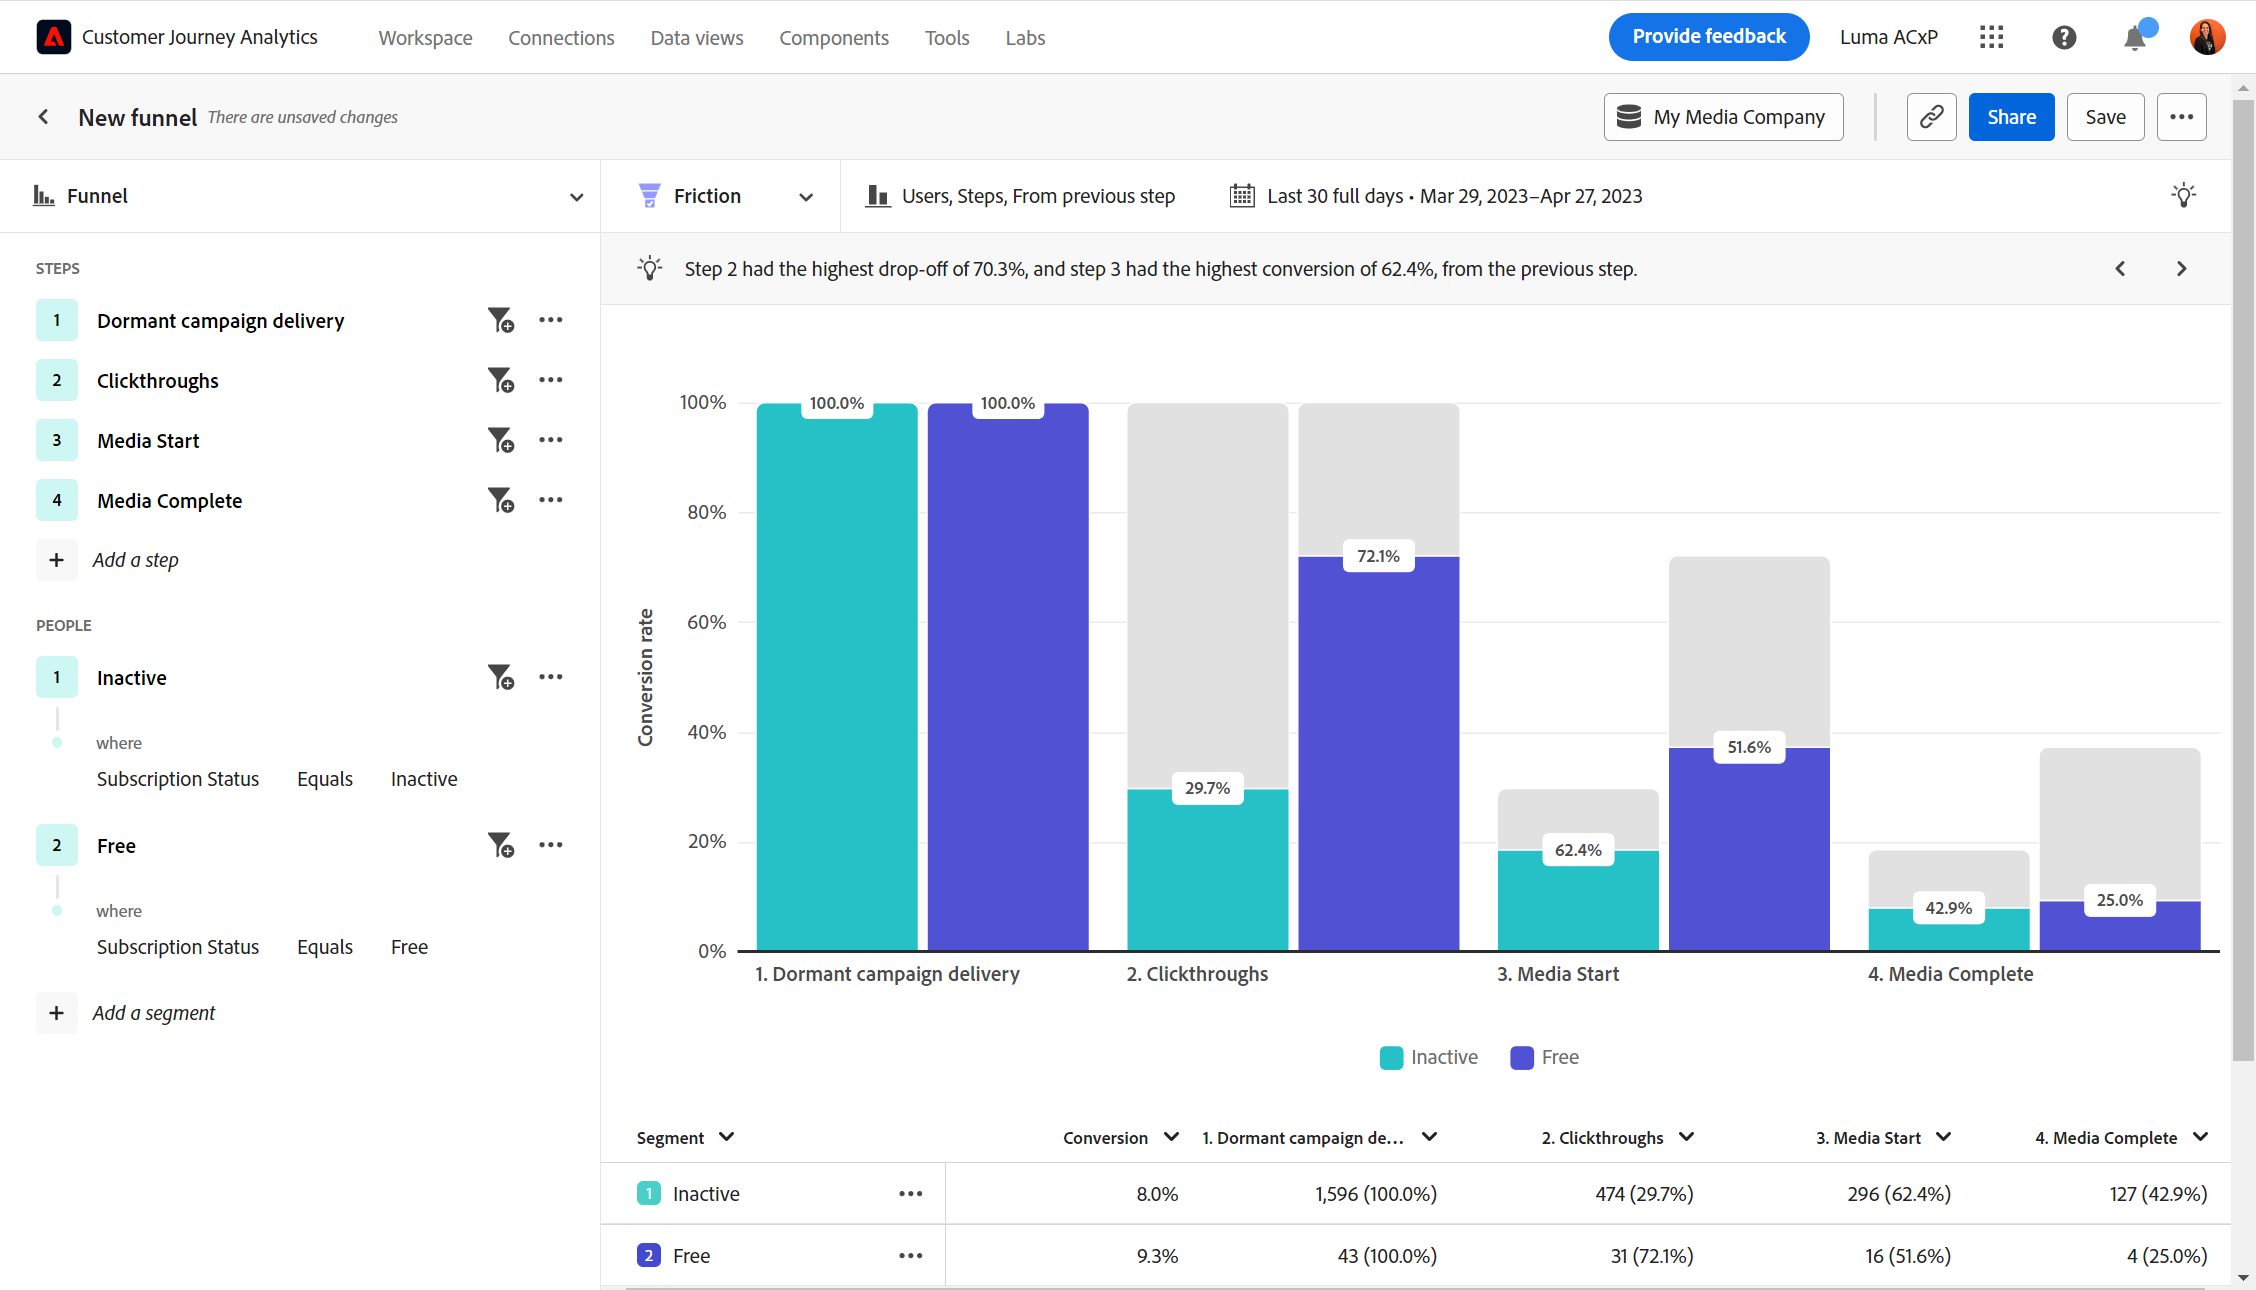 Customer Journey Analytics
Workspace
Connections
Data views
Components
Tools
Labs
Provide feedback
Luma ACxP
New funnel
There are unsaved changes
My Media Company
Share
Save
Funnel
Friction
Users, Steps, From previous step
Last 30 full days • Mar 29, 2023–Apr 27, 2023
Step 2 had the highest drop-off of 70.3%, and step 3 had the highest conversion of 62.4%, from the previous step.
STEPS
1 Dormant campaign delivery
2 Clickthroughs
3 Media Start
4 Media Complete
+ Add a step
PEOPLE
1 Inactive
where
Subscription Status Equals Inactive
2 Free
where
Subscription Status Equals Free
+ Add a segment
Conversion rate
100%
80%
60%
40%
20%
0%
100.0%
100.0%
29.7%
72.1%
62.4%
51.6%
42.9%
25.0%
1. Dormant campaign delivery
2. Clickthroughs
3. Media Start
4. Media Complete
Inactive
Free
Segment Conversion 1. Dormant campaign de... 2. Clickthroughs 3. Media Start 4. Media Complete
1 Inactive 8.0% 1,596 (100.0%) 474 (29.7%) 296 (62.4%) 127 (42.9%)
2 Free 9.3% 43 (100.0%) 31 (72.1%) 16 (51.6%) 4 (25.0%)